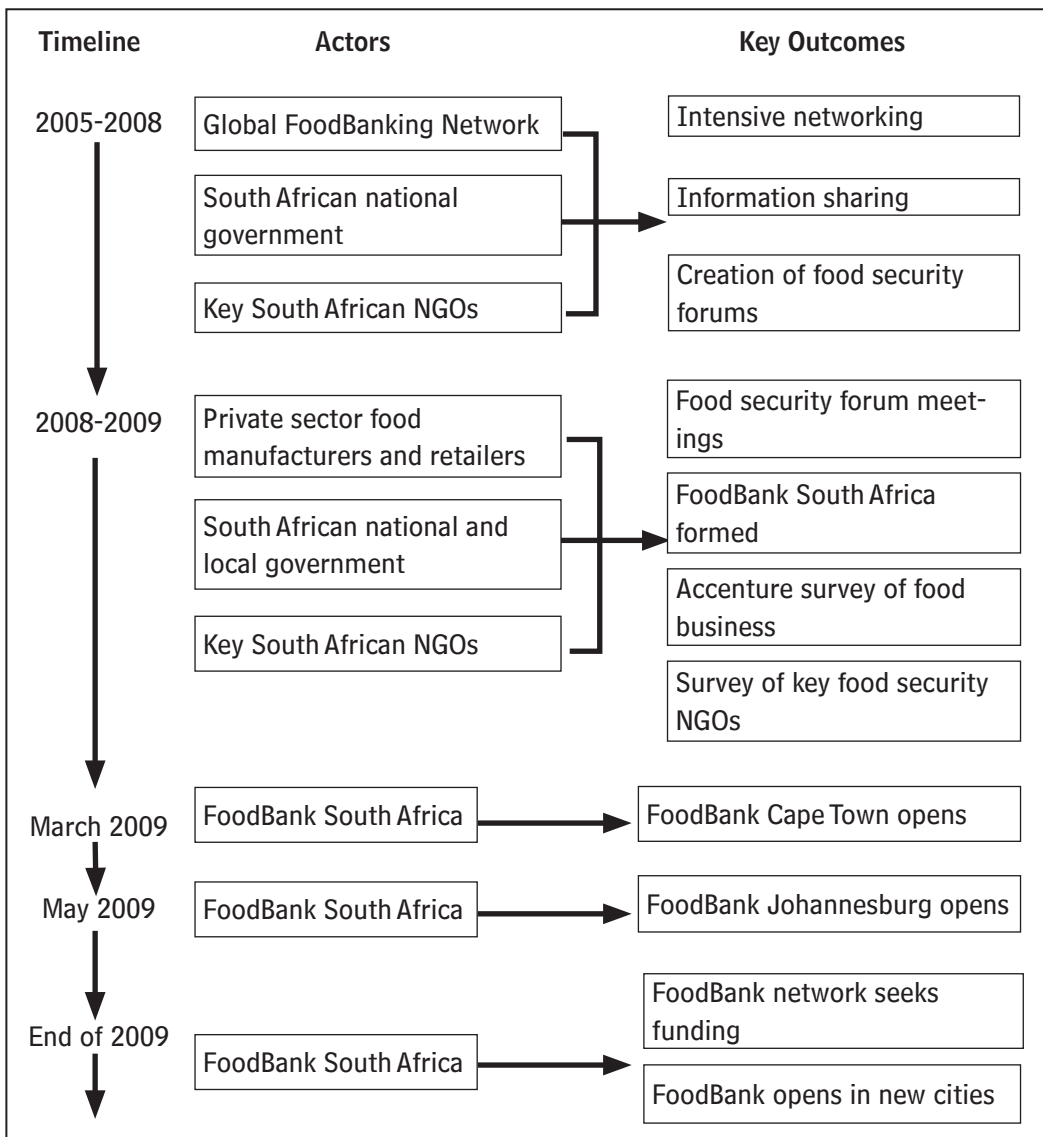 Timeline
Actors
Key Outcomes
2005-2008
Global FoodBanking Network
South African national
government
Key South African NGOs
Intensive networking
Information sharing
Creation of food security
forums
2008-2009
Private sector food
manufacturers and retailers
South African national and
local government
Key South African NGOs
Food security forum meet-
ings
FoodBank South Africa
formed
Accenture survey of food
business
Survey of key food security
NGOs
March 2009
FoodBank South Africa
FoodBank Cape Town opens
May 2009
FoodBank South Africa
FoodBank Johannesburg opens
End of 2009
FoodBank South Africa
FoodBank network seeks
funding
FoodBank opens in new cities